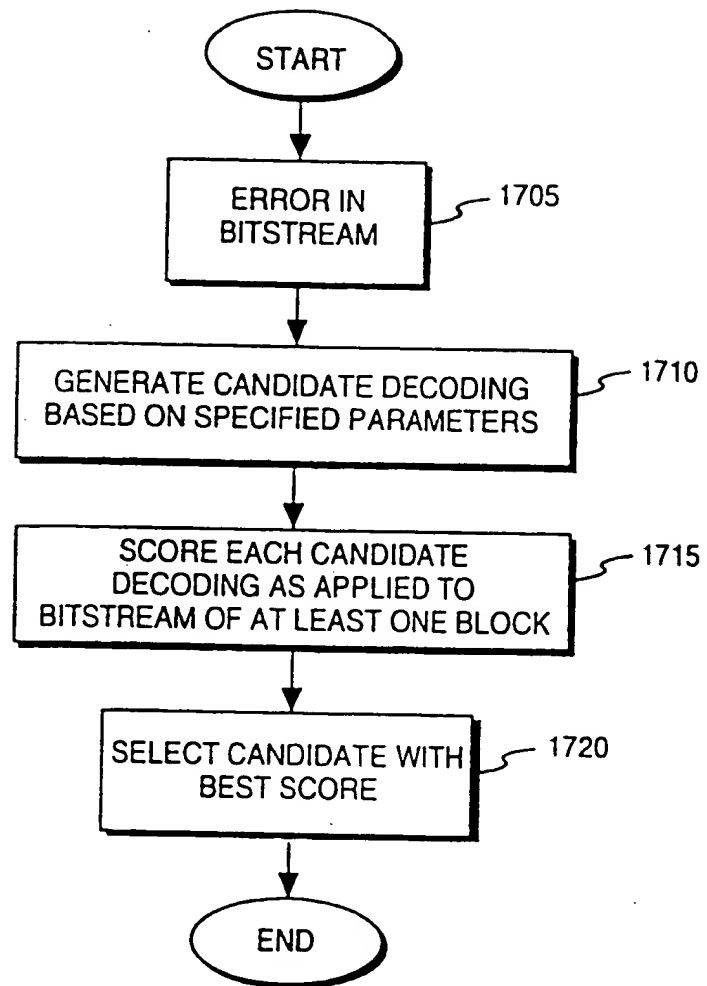 START
ERROR IN
BITSTREAM
1705
GENERATE CANDIDATE DECODING
BASED ON SPECIFIED PARAMETERS
1710
SCORE EACH CANDIDATE
DECODING AS APPLIED TO
BITSTREAM OF AT LEAST ONE BLOCK
1715
SELECT CANDIDATE WITH
BEST SCORE
1720
END